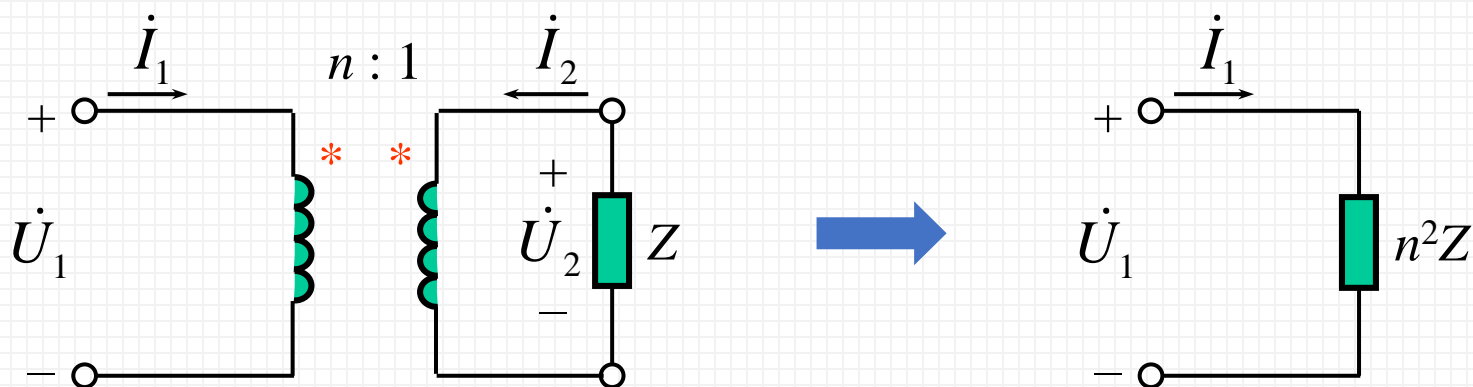 İ₁ n : 1 İ₂ İ₁
+ +
* *
+
U̇₁ U̇₂ Z U̇₁ n²Z
−
− −